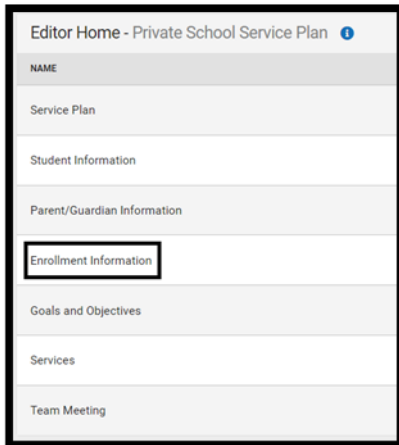 Editor Home - Private School Service Plan i
NAME
Service Plan
Student Information
Parent/Guardian Information
Enrollment Information
Goals and Objectives
Services
Team Meeting